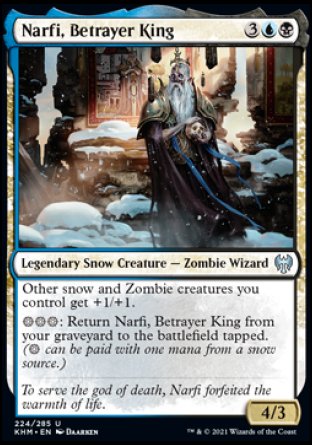 Narfi, Betrayer King 3
Legendary Snow Creature — Zombie Wizard
Other snow and Zombie creatures you
control get +1/+1.
: Return Narfi, Betrayer King from
your graveyard to the battlefield tapped.
( can be paid with one mana from a snow
source.)
To serve the god of death, Narfi forfeited the
warmth of life.
4/3
224/285 U
KHM • EN DAARKEN
™ & © 2021 Wizards of the Coast